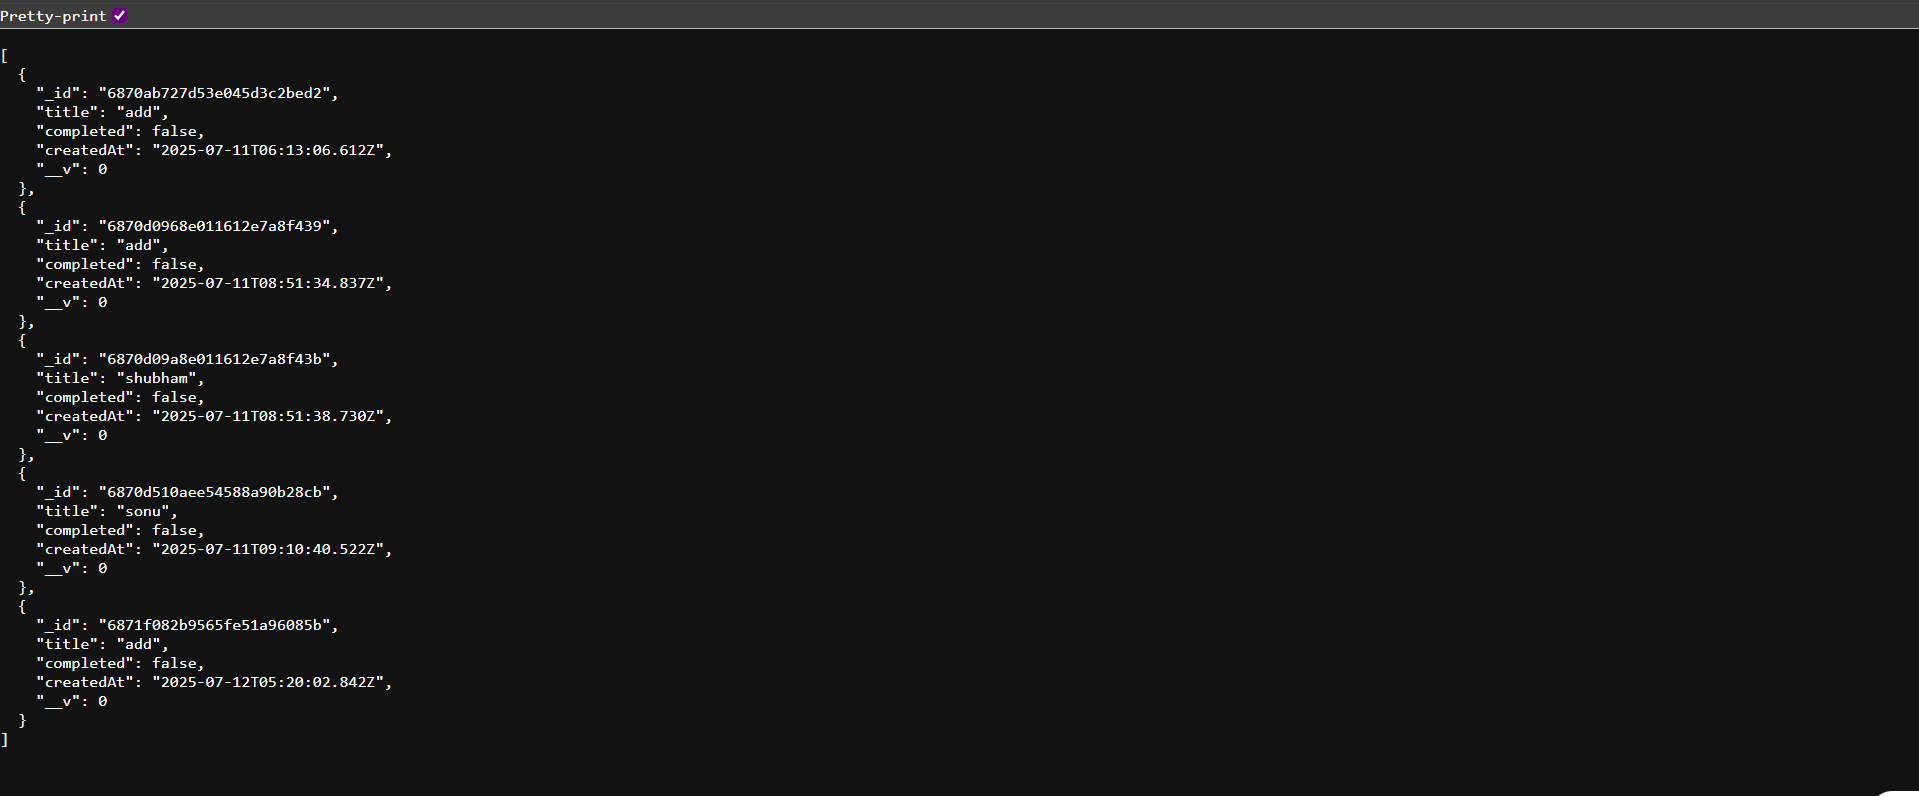 Pretty-print
[
  {
    "_id": "6870ab727d53e045d3c2bed2",
    "title": "add",
    "completed": false,
    "createdAt": "2025-07-11T06:13:06.612Z",
    "__v": 0
  },
  {
    "_id": "6870d0968e011612e7a8f439",
    "title": "add",
    "completed": false,
    "createdAt": "2025-07-11T08:51:34.837Z",
    "__v": 0
  },
  {
    "_id": "6870d09a8e011612e7a8f43b",
    "title": "shubham",
    "completed": false,
    "createdAt": "2025-07-11T08:51:38.730Z",
    "__v": 0
  },
  {
    "_id": "6870d510aee54588a90b28cb",
    "title": "sonu",
    "completed": false,
    "createdAt": "2025-07-11T09:10:40.522Z",
    "__v": 0
  },
  {
    "_id": "6871f082b9565fe51a96085b",
    "title": "add",
    "completed": false,
    "createdAt": "2025-07-12T05:20:02.842Z",
    "__v": 0
  }
]